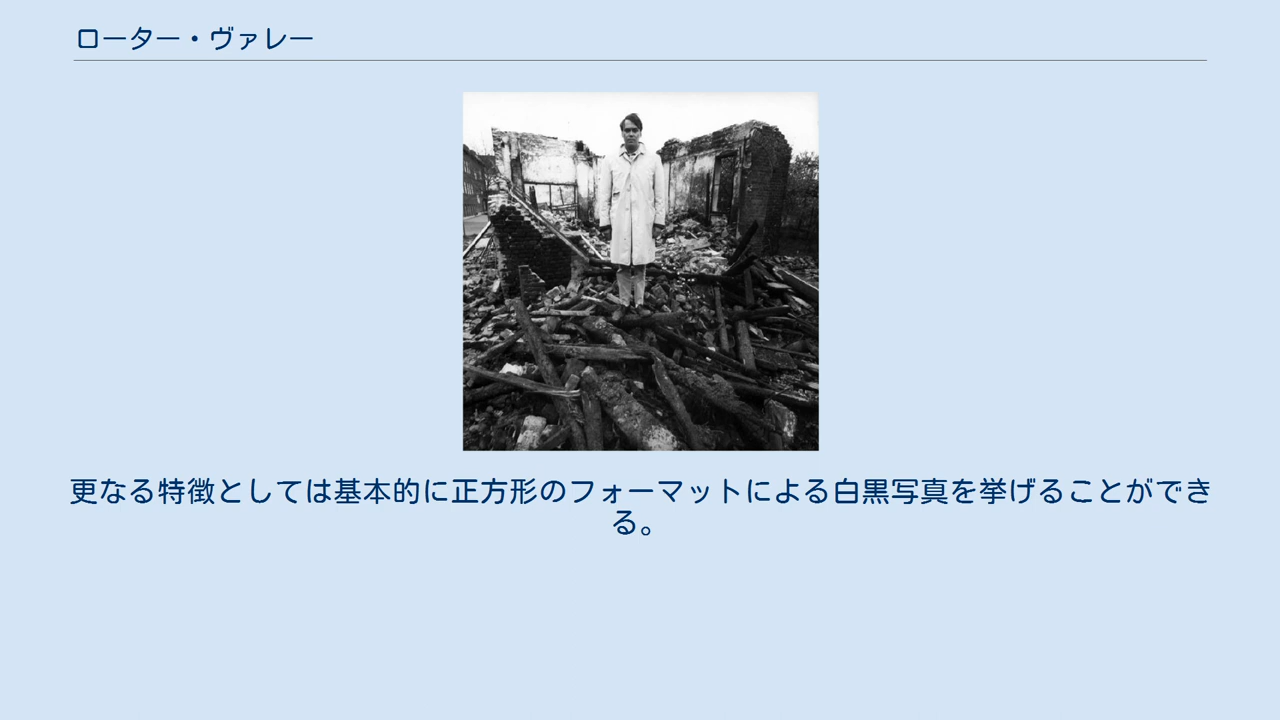 ローター・ヴァレー
更なる特徴としては基本的に正方形のフォーマットによる白黒写真を挙げることができ
る。